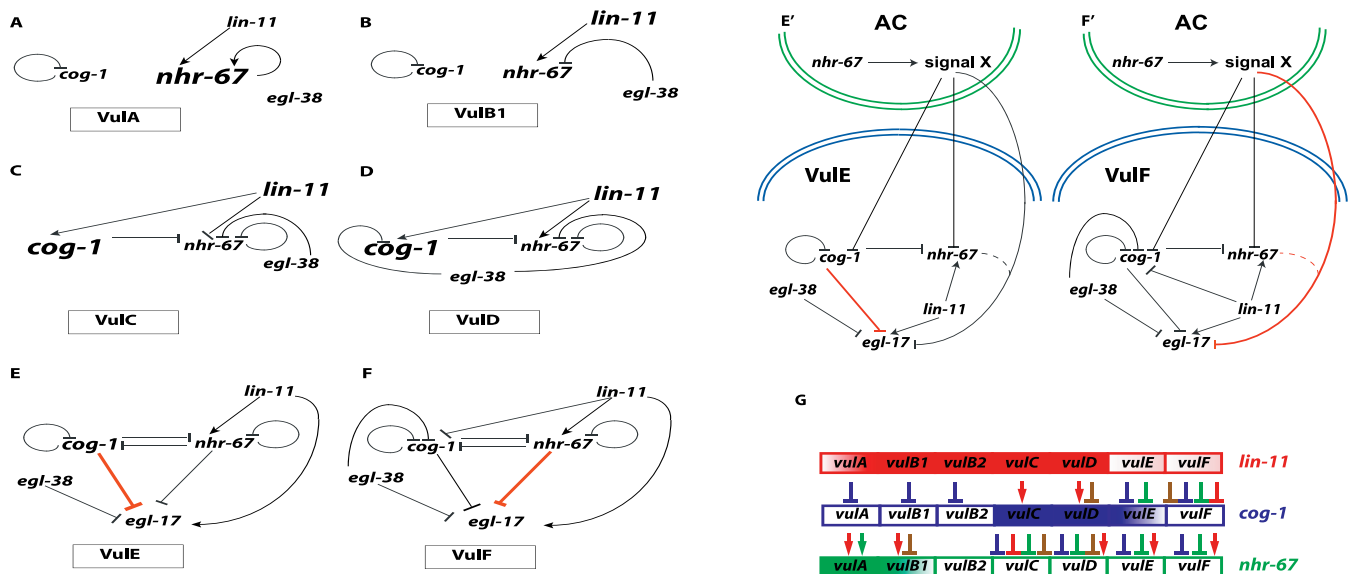 A
lin-11
cog-1
nhr-67
egl-38
VulA
B
lin-11
cog-1
nhr-67
egl-38
VulB1
C
lin-11
cog-1
nhr-67
egl-38
VulC
D
lin-11
cog-1
nhr-67
egl-38
VulD
E
lin-11
cog-1
nhr-67
egl-38
egl-17
VulE
F
lin-11
cog-1
nhr-67
egl-38
egl-17
VulF
E'
AC
nhr-67
signal X
VulE
cog-1
nhr-67
egl-38
lin-11
egl-17
F'
AC
nhr-67
signal X
VulF
cog-1
nhr-67
egl-38
lin-11
egl-17
G
vulA vulB1 vulB2 vulC vulD vulE vulF lin-11
vulA vulB1 vulB2 vulC vulD vulE vulF cog-1
vulA vulB1 vulB2 vulC vulD vulE vulF nhr-67